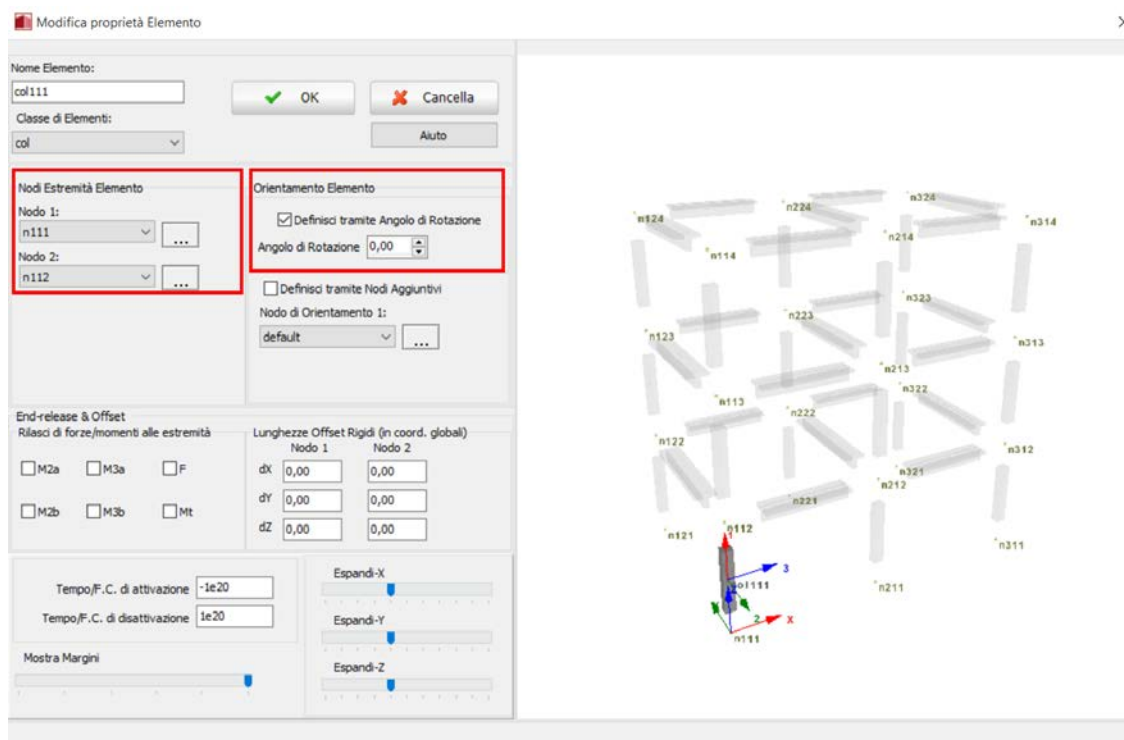 Modifica proprietà Elemento
Nome Elemento:
col111
OK
Cancella
Classe di Elementi:
col
Aiuto
Nodi Estremità Elemento
Nodo 1:
n111
...
Nodo 2:
n112
...
Orientamento Elemento
Definisci tramite Angolo di Rotazione
Angolo di Rotazione 0,00
Definisci tramite Nodi Aggiuntivi
Nodo di Orientamento 1:
default
...
End-release & Offset
Rilasci di forze/momenti alle estremità
M2a M3a F
M2b M3b Mt
Lunghezze Offset Rigidi (in coord. globali)
Nodo 1 Nodo 2
dX 0,00 0,00
dY 0,00 0,00
dZ 0,00 0,00
Tempo/F.C. di attivazione -1e20
Tempo/F.C. di disattivazione 1e20
Mostra Margini
Espandi-X
Espandi-Y
Espandi-Z
n324
n224
n124
n314
n214
n114
n323
n223
n123
n313
n213
n322
n113
n222
n122
n312
n321
n212
n221
n112
n121
n311
1
3
n211
2
X
n111